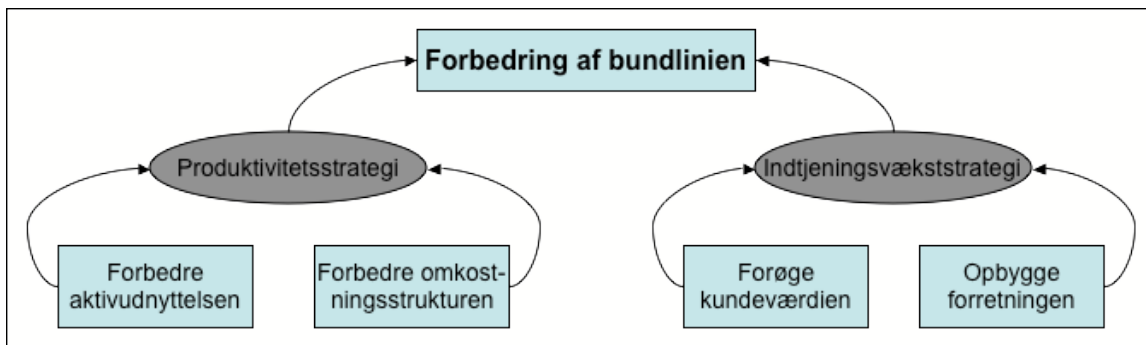 Forbedring af bundlinien
Produktivitetsstrategi
Indtjeningsvækststrategi
Forbedre
aktivudnyttelsen
Forbedre omkost-
ningsstrukturen
Forøge
kundeværdien
Opbygge
forretningen